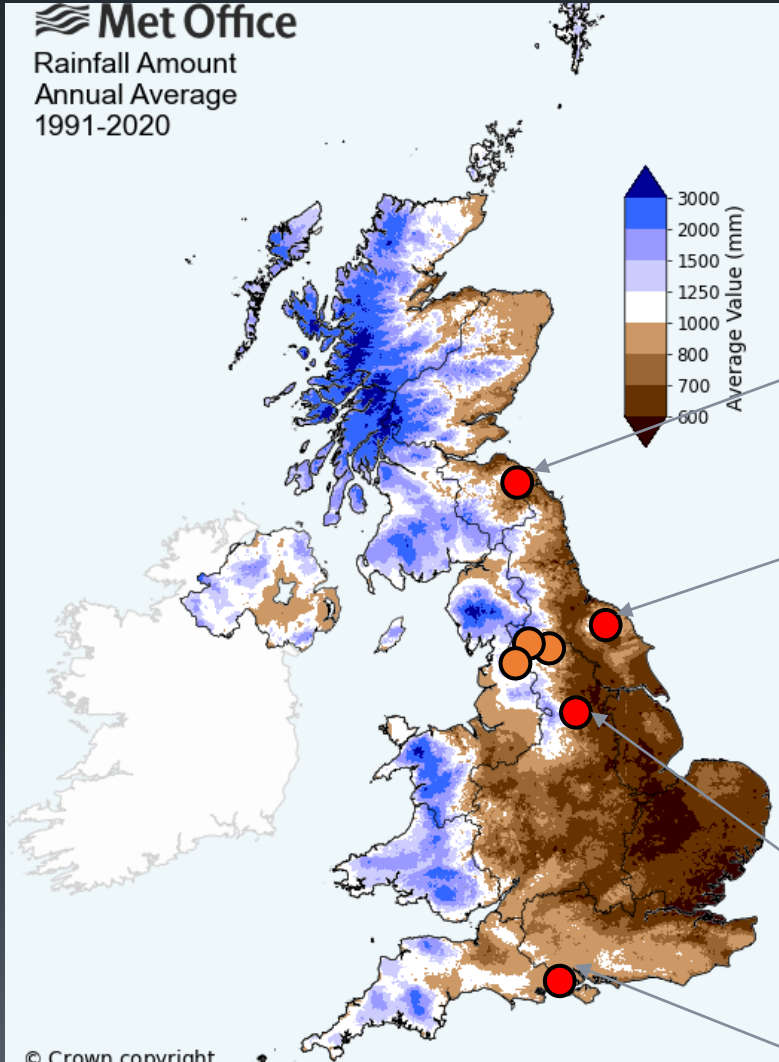 Met Office
Rainfall Amount
Annual Average
1991-2020
3000
2000
1500
1250
1000
800
700
600
Average Value (mm)
© Crown copyright